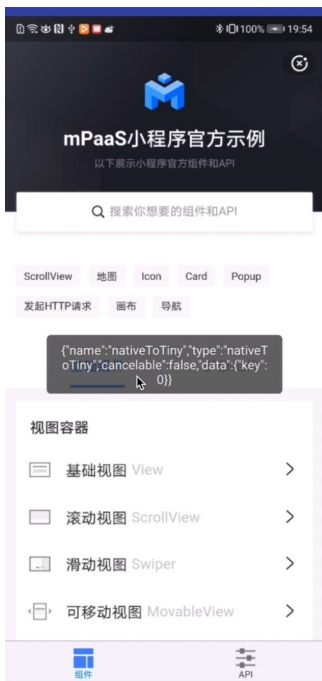 100% 19:54
mPaaS小程序官方示例
以下展示小程序官方组件和API
搜索你想要的组件和API
ScrollView 地图 Icon Card Popup
发起HTTP请求 画布 导航
{"name":"nativeToTiny","type":"nativeT
oTiny","cancelable":false,"data":{"key":
0}}
视图容器
基础视图 View
滚动视图 ScrollView
滑动视图 Swiper
可移动视图 MovableView
组件 API